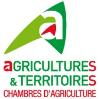 AGRICULTURES
& TERRITOIRES
CHAMBRES D'AGRICULTURE